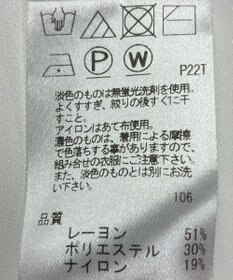 P W P22T
淡色のものは無蛍光洗剤を使用。
よくすすぎ、絞りの後すぐに干
すこと。
アイロンはあて布使用。
濃色のものは、着用による摩擦
で色落ちする事がありますので、
組み合せの衣服にご注意下さい。
また、淡色のものとは別にお洗
い下さい。
106
品質
レーヨン 51%
ポリエステル 30%
ナイロン 19%